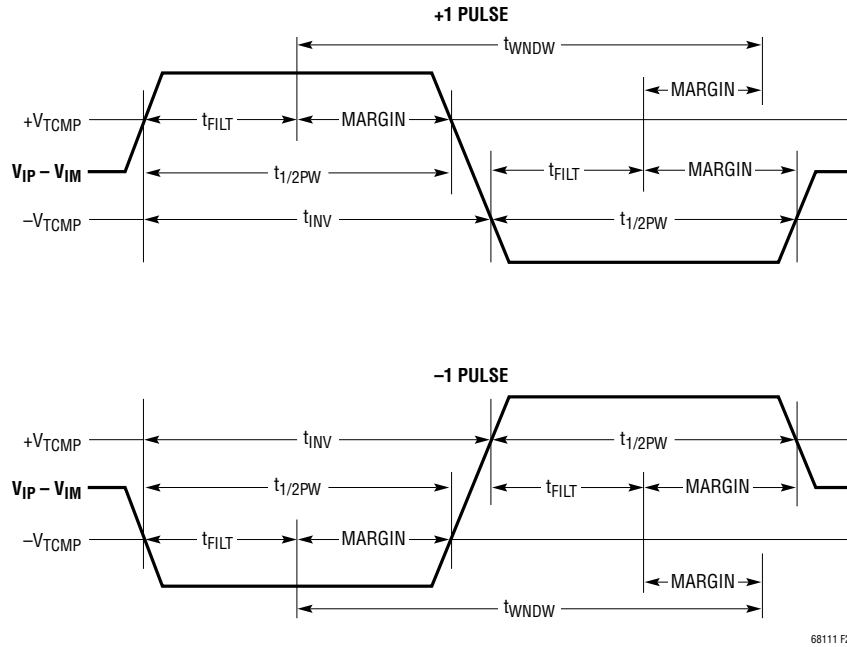 +1 PULSE
tWNDW
MARGIN
+VTCMP
tFILT
MARGIN
VIP – VIM
t1/2PW
tFILT
MARGIN
–VTCMP
tINV
t1/2PW
–1 PULSE
+VTCMP
tINV
t1/2PW
VIP – VIM
t1/2PW
tFILT
MARGIN
–VTCMP
tFILT
MARGIN
MARGIN
tWNDW